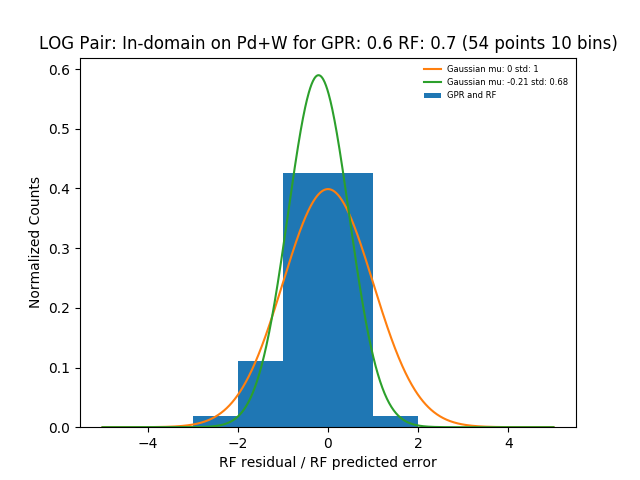 LOG Pair: In-domain on Pd+W for GPR: 0.6 RF: 0.7 (54 points 10 bins)
Gaussian mu: 0 std: 1
Gaussian mu: -0.21 std: 0.68
GPR and RF
Normalized Counts
0.6
0.5
0.4
0.3
0.2
0.1
0.0
−4
−2
0
2
4
RF residual / RF predicted error